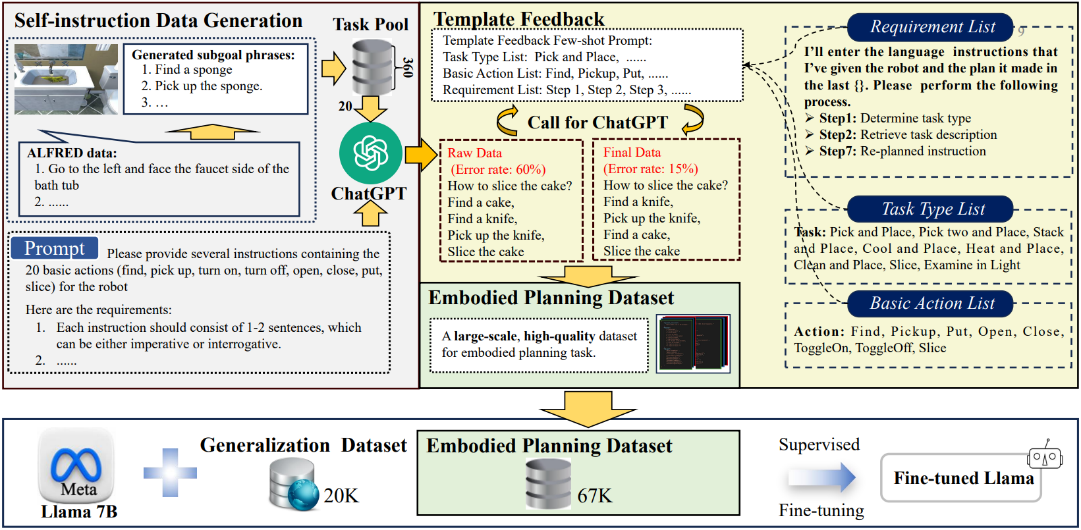 Self-instruction Data Generation
Generated subgoal phrases:
1. Find a sponge
2. Pick up the sponge.
3. …
ALFRED data:
1. Go to the left and face the faucet side of the
bath tub
2. ......
Task Pool
360
20
ChatGPT
Prompt
Please provide several instructions containing the
20 basic actions (find, pick up, turn on, turn off, open, close, put,
slice) for the robot
Here are the requirements:
1. Each instruction should consist of 1-2 sentences, which
can be either imperative or interrogative.
2. ......
Template Feedback
Template Feedback Few-shot Prompt:
Task Type List: Pick and Place, ......
Basic Action List: Find, Pickup, Put, ......
Requirement List: Step 1, Step 2, Step 3, ......
Call for ChatGPT
Raw Data
(Error rate: 60%)
How to slice the cake?
Find a cake,
Find a knife,
Pick up the knife,
Slice the cake
Final Data
(Error rate: 15%)
How to slice the cake?
Find a knife,
Pick up the knife,
Find a cake,
Slice the cake
Embodied Planning Dataset
A large-scale, high-quality dataset
for embodied planning task.
Requirement List
I'll enter the language instructions that
I've given the robot and the plan it made in
the last {}. Please perform the following
process.
➢ Step1: Determine task type
➢ Step2: Retrieve task description
➢ Step7: Re-planned instruction
Task Type List
Task: Pick and Place, Pick two and Place, Stack
and Place, Cool and Place, Heat and Place,
Clean and Place, Slice, Examine in Light
Basic Action List
Action: Find, Pickup, Put, Open, Close,
ToggleOn, ToggleOff, Slice
Meta
Llama 7B
Generalization Dataset
20K
Embodied Planning Dataset
67K
Supervised
Fine-tuning
Fine-tuned Llama